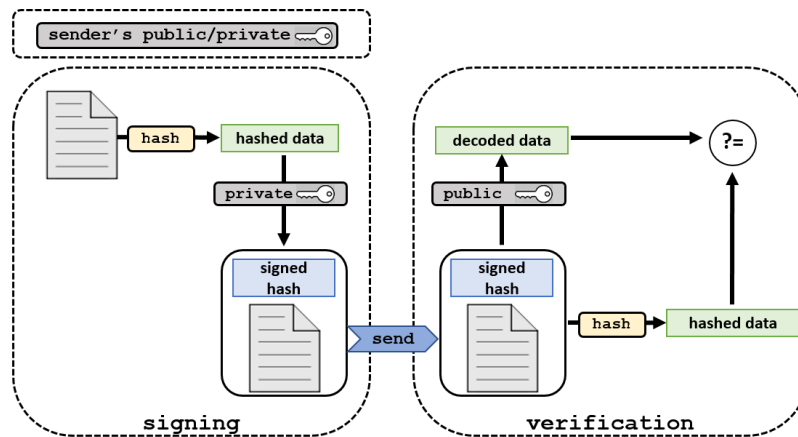 sender's public/private
hash
hashed data
private
signed
hash
send
signing
decoded data
?=
public
signed
hash
hash
hashed data
verification